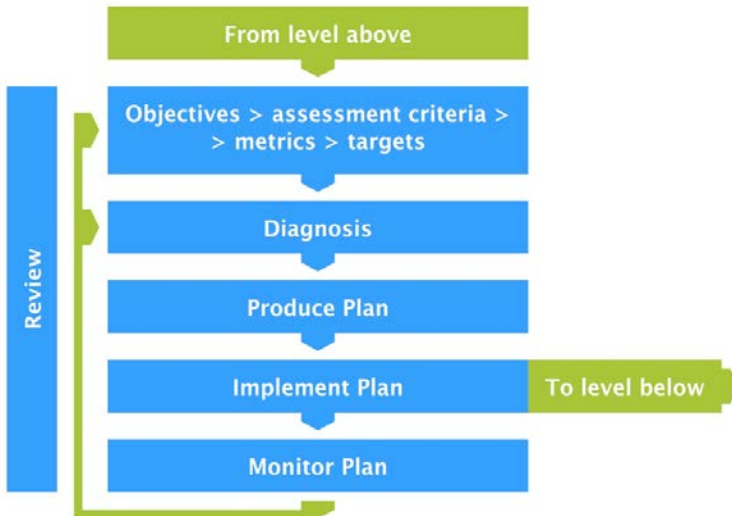 From level above
Objectives > assessment criteria >
> metrics > targets
Diagnosis
Produce Plan
Implement Plan
To level below
Monitor Plan
Review